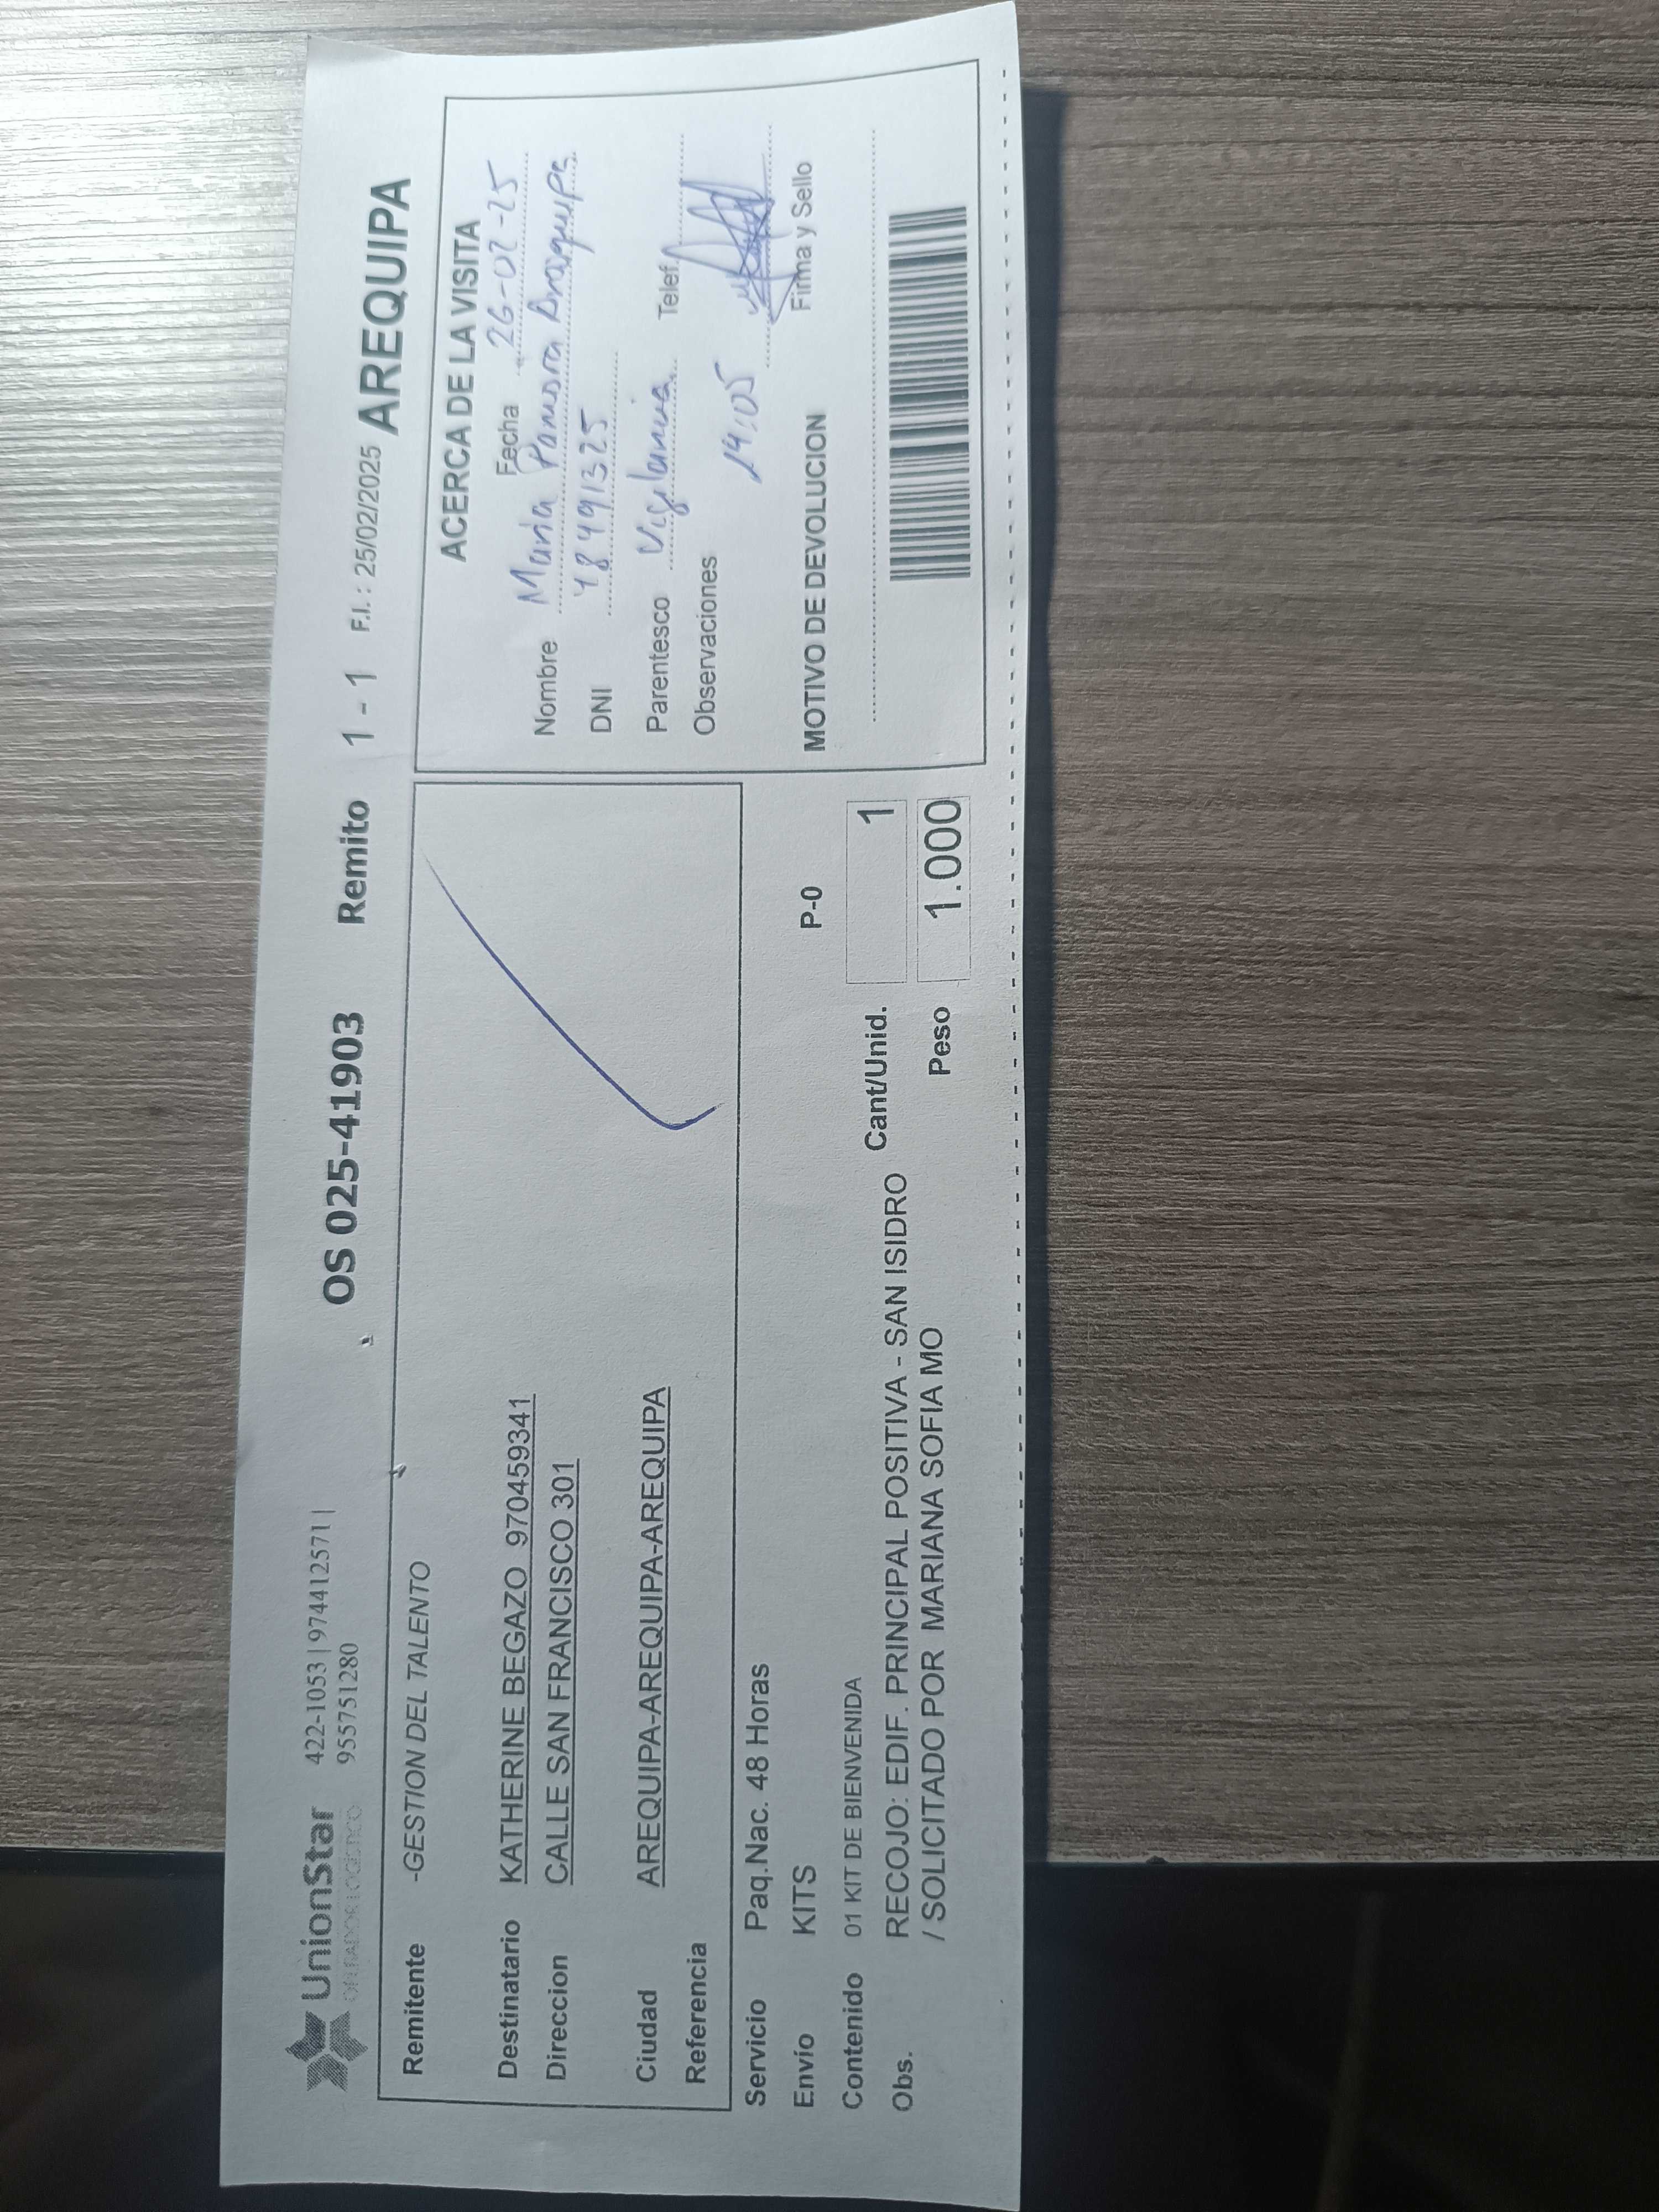 UnionStar
OPERADOR LOGISTICO
422-1053 | 974412571 |
955751280
OS 025-41903
Remito 1 - 1 F.I. : 25/02/2025 AREQUIPA
Remitente -GESTION DEL TALENTO
Destinatario KATHERINE BEGAZO 970459341
Direccion CALLE SAN FRANCISCO 301
Ciudad AREQUIPA-AREQUIPA-AREQUIPA
Referencia
Servicio Paq.Nac. 48 Horas
Envío KITS P-0
Contenido 01 KIT DE BIENVENIDA Cant/Unid. 1
Obs. RECOJO: EDIF. PRINCIPAL POSITIVA - SAN ISIDRO
/ SOLICITADO POR MARIANA SOFIA MO
Peso 1.000
ACERCA DE LA VISITA
Fecha 26-02-25
Nombre Maria
DNI 48491325
Parentesco Vigilancia Telef.
Observaciones 14:05
Firma y Sello
MOTIVO DE DEVOLUCION